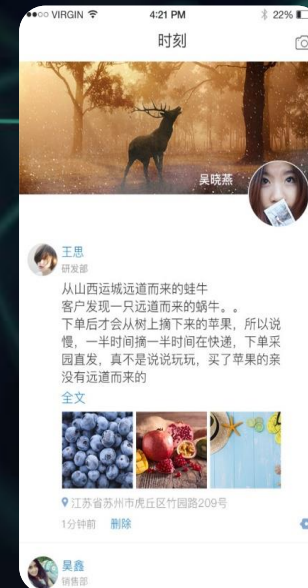 VIRGIN
4:21 PM
22%
时刻
吴晓燕
王思
研发部
从山西运城远道而来的蛙牛
客户发现一只远道而来的蜗牛。。
下单后才会从树上摘下来的苹果，所以说
慢，一半时间摘一半时间在快递，下单采
园直发，真不是说说玩玩，买了苹果的亲
没有远道而来的
全文
江苏省苏州市虎丘区竹园路209号
1分钟前 删除
吴鑫
销售部